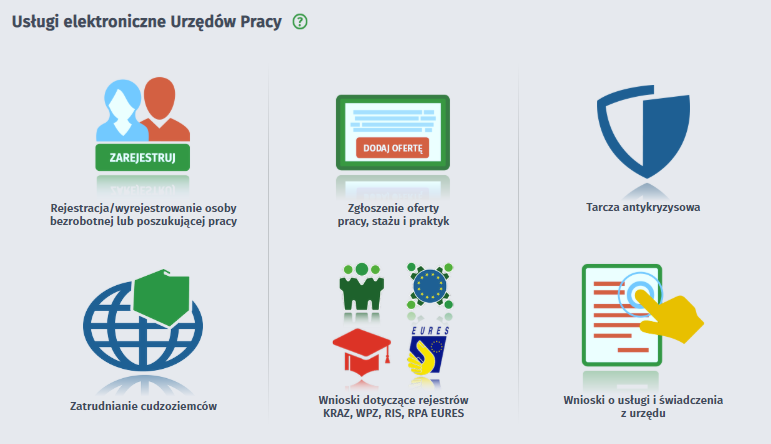 Usługi elektroniczne Urzędów Pracy ?
ZAREJESTRUJ
Rejestracja/wyrejestrowanie osoby
bezrobotnej lub poszukującej pracy
DODAJ OFERTĘ
Zgłoszenie oferty
pracy, stażu i praktyk
Tarcza antykryzysowa
Zatrudnianie cudzoziemców
EURES
Wnioski dotyczące rejestrów
KRAZ, WPZ, RIS, RPA EURES
Wnioski o usługi i świadczenia
z urzędu